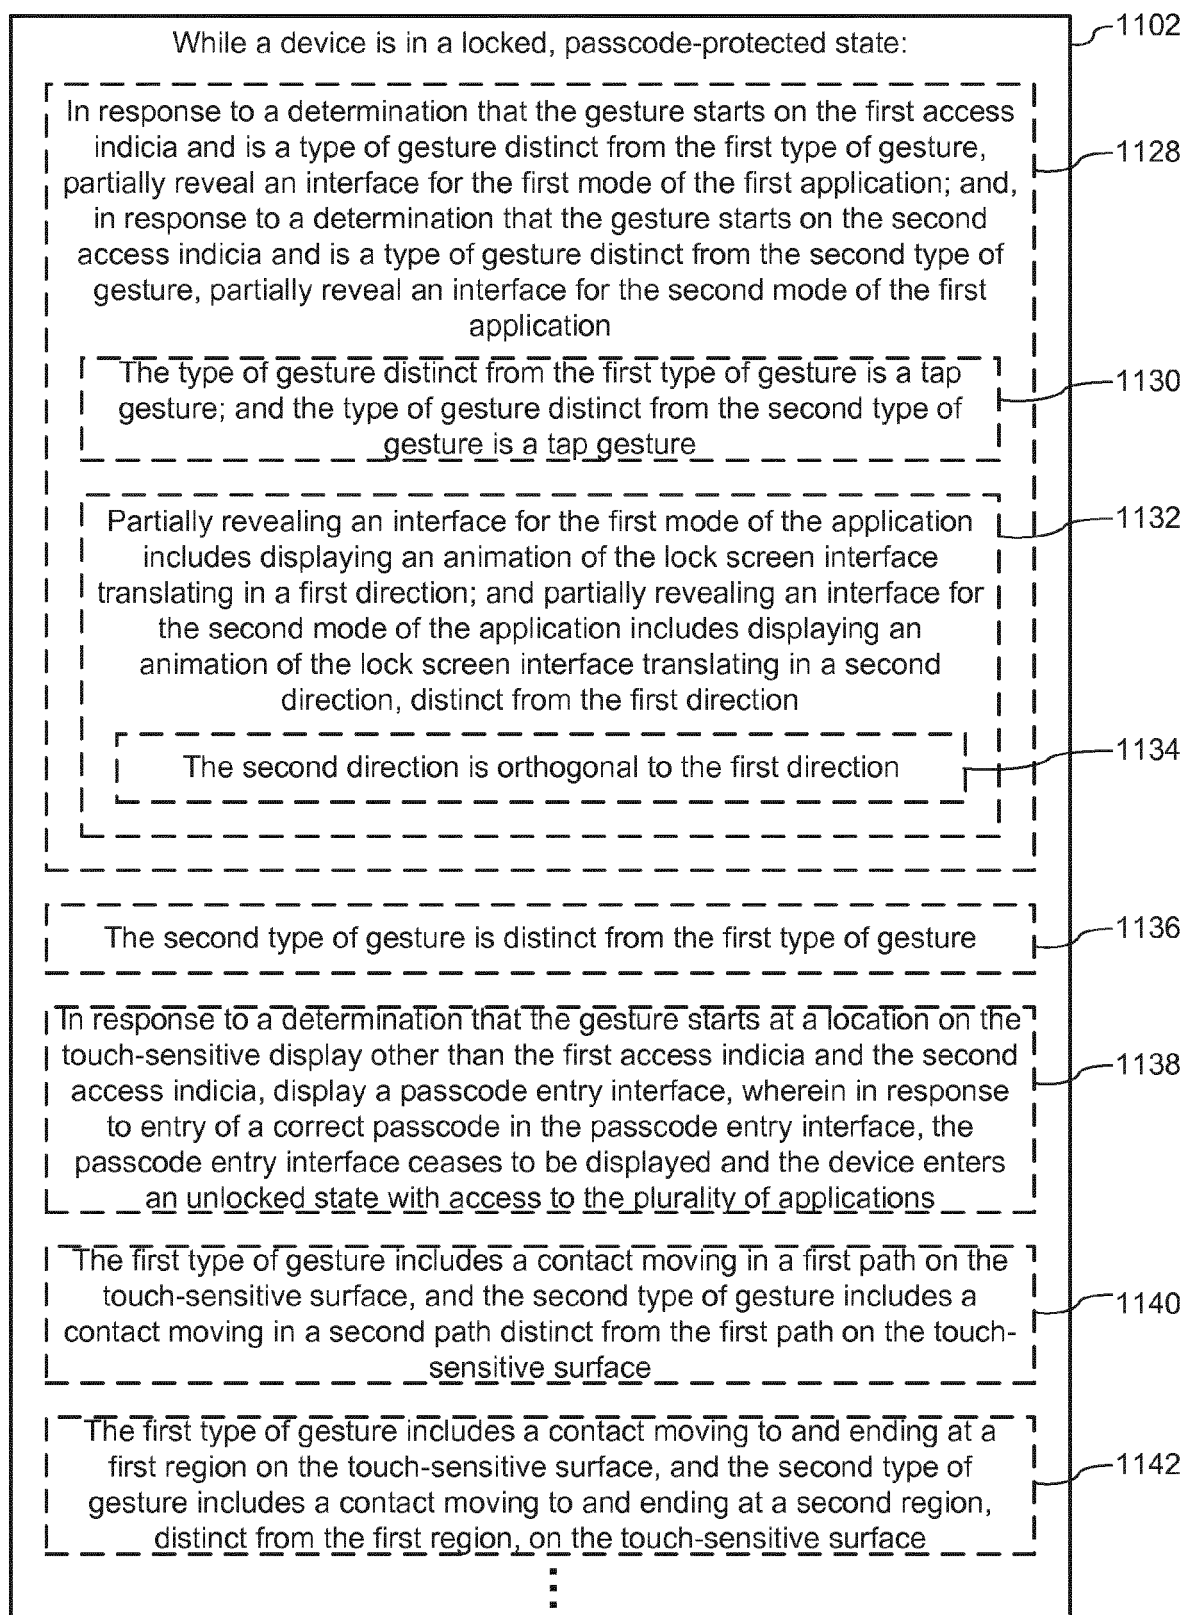 While a device is in a locked, passcode-protected state:
1102
In response to a determination that the gesture starts on the first access
indicia and is a type of gesture distinct from the first type of gesture,
1128
partially reveal an interface for the first mode of the first application; and,
in response to a determination that the gesture starts on the second
access indicia and is a type of gesture distinct from the second type of
gesture, partially reveal an interface for the second mode of the first
application
The type of gesture distinct from the first type of gesture is a tap
1130
gesture; and the type of gesture distinct from the second type of
gesture is a tap gesture
Partially revealing an interface for the first mode of the application
1132
includes displaying an animation of the lock screen interface
translating in a first direction; and partially revealing an interface for
the second mode of the application includes displaying an
animation of the lock screen interface translating in a second
direction, distinct from the first direction
1134
The second direction is orthogonal to the first direction
The second type of gesture is distinct from the first type of gesture
1136
In response to a determination that the gesture starts at a location on the
touch-sensitive display other than the first access indicia and the second
1138
access indicia, display a passcode entry interface, wherein in response
to entry of a correct passcode in the passcode entry interface, the
passcode entry interface ceases to be displayed and the device enters
an unlocked state with access to the plurality of applications
The first type of gesture includes a contact moving in a first path on the
touch-sensitive surface, and the second type of gesture includes a
1140
contact moving in a second path distinct from the first path on the touch-
sensitive surface
The first type of gesture includes a contact moving to and ending at a
first region on the touch-sensitive surface, and the second type of
1142
gesture includes a contact moving to and ending at a second region,
distinct from the first region, on the touch-sensitive surface